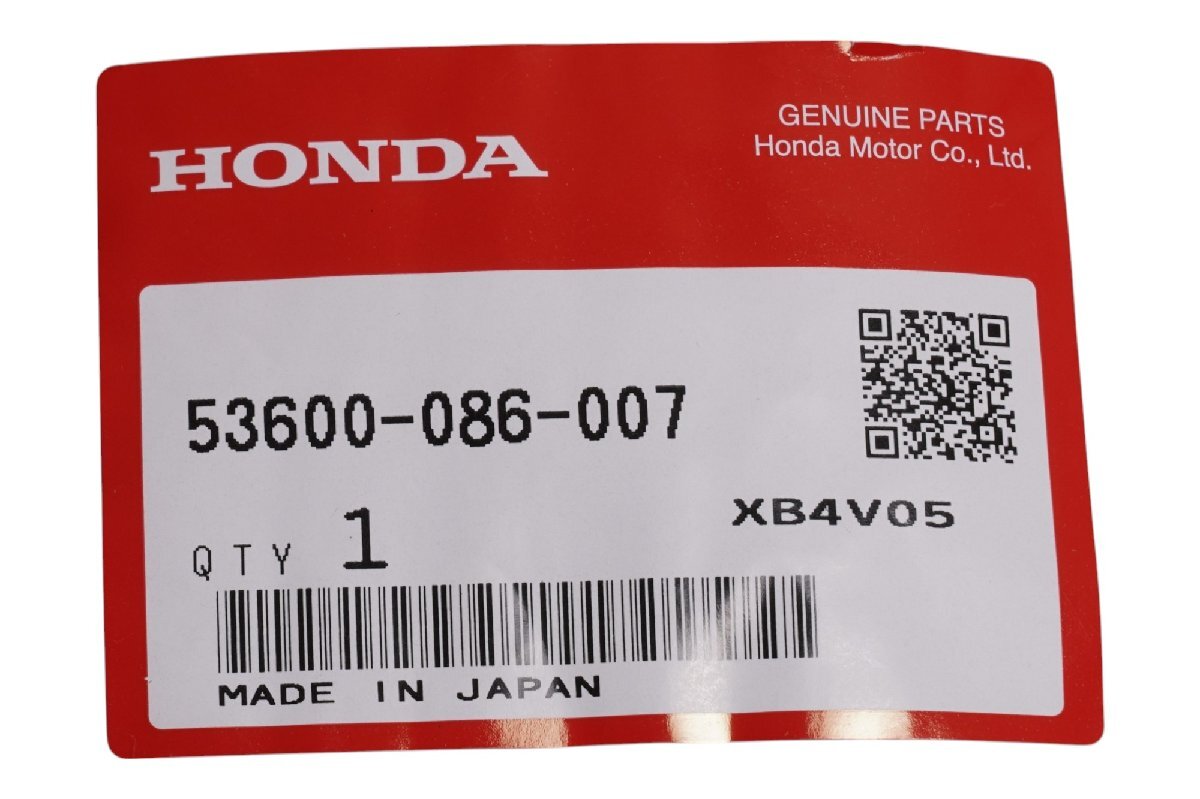 HONDA
GENUINE PARTS
Honda Motor Co., Ltd.
53600-086-007
XB4V05
QTY 1
MADE IN JAPAN